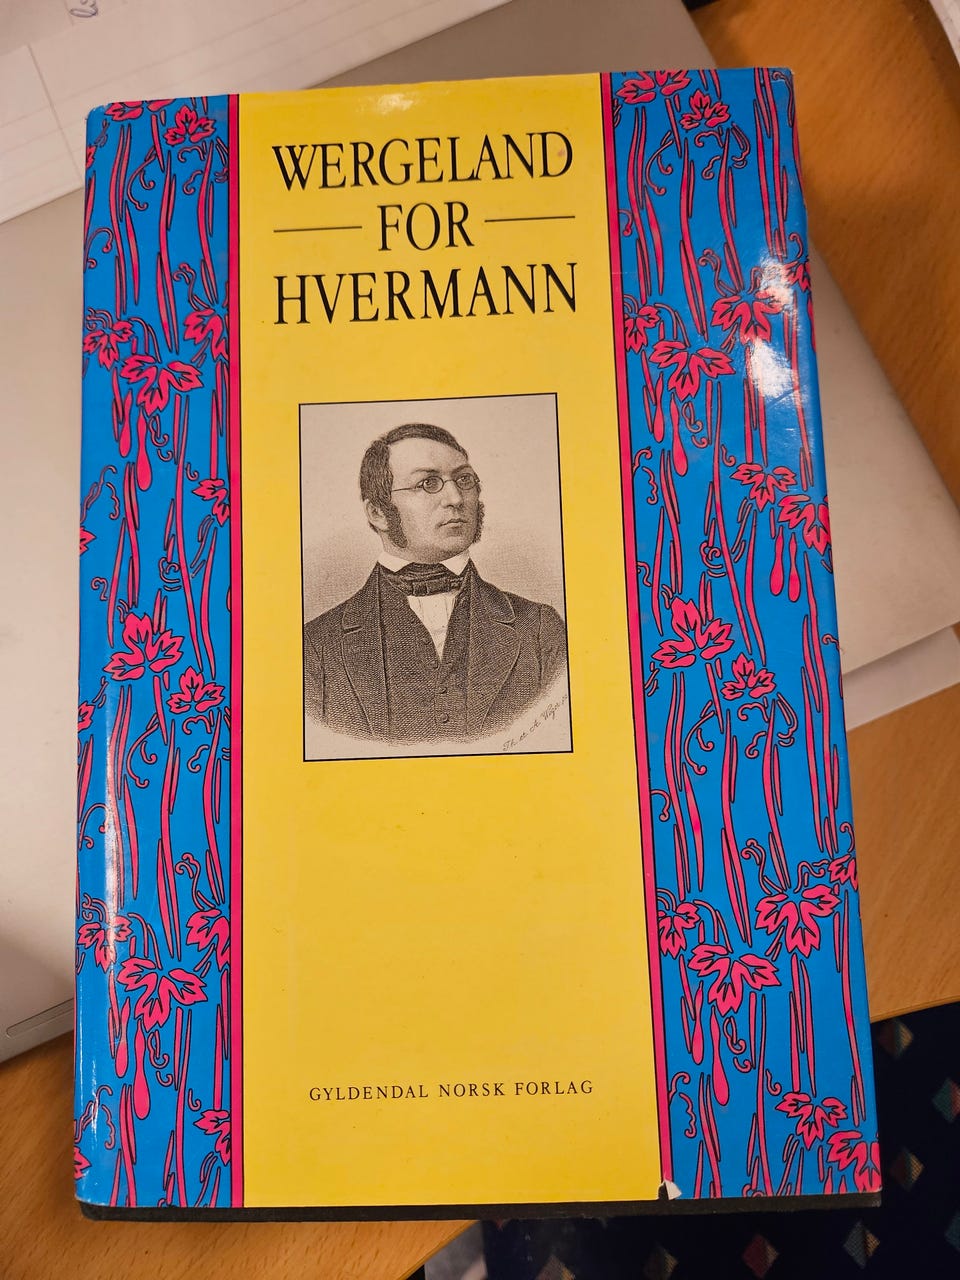 WERGELAND
FOR
HVERMANN
GYLDENDAL NORSK FORLAG